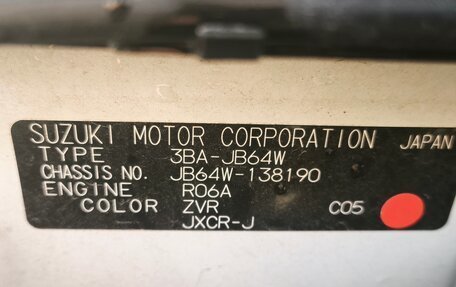 SUZUKI MOTOR CORPORATION JAPAN
TYPE 3BA-JB64W
CHASSIS NO. JB64W-138190
ENGINE R06A
COLOR ZVR C05
JXCR-J